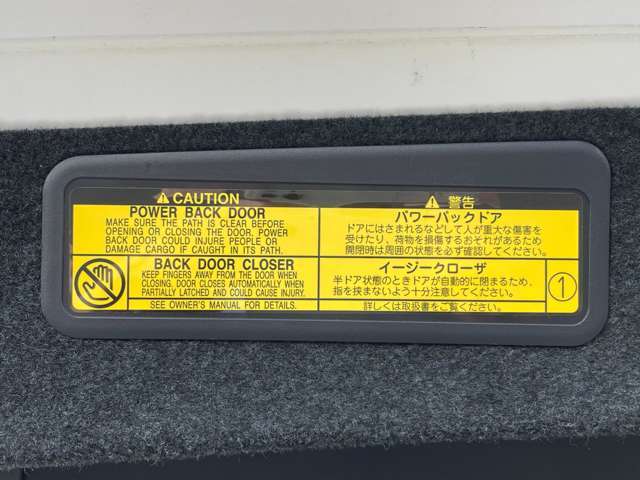 ⚠ CAUTION
POWER BACK DOOR
MAKE SURE THE PATH IS CLEAR BEFORE
OPENING OR CLOSING THE DOOR. POWER
BACK DOOR COULD INJURE PEOPLE OR
DAMAGE CARGO IF CAUGHT IN ITS PATH.
BACK DOOR CLOSER
KEEP FINGERS AWAY FROM THE DOOR WHEN
CLOSING. DOOR CLOSES AUTOMATICALLY WHEN
PARTIALLY LATCHED AND COULD CAUSE INJURY.
SEE OWNER'S MANUAL FOR DETAILS.
⚠ 警告
パワーバックドア
ドアにはさまれるなどして人が重大な傷害を
受けたり、荷物を損傷するおそれがあるため
開閉時は周囲の状態を必ず確認してください。
イージークローザ
半ドア状態のときドアが自動的に閉まるため、
指を挟まないよう十分注意してください。
①
詳しくは取扱書をご覧ください。